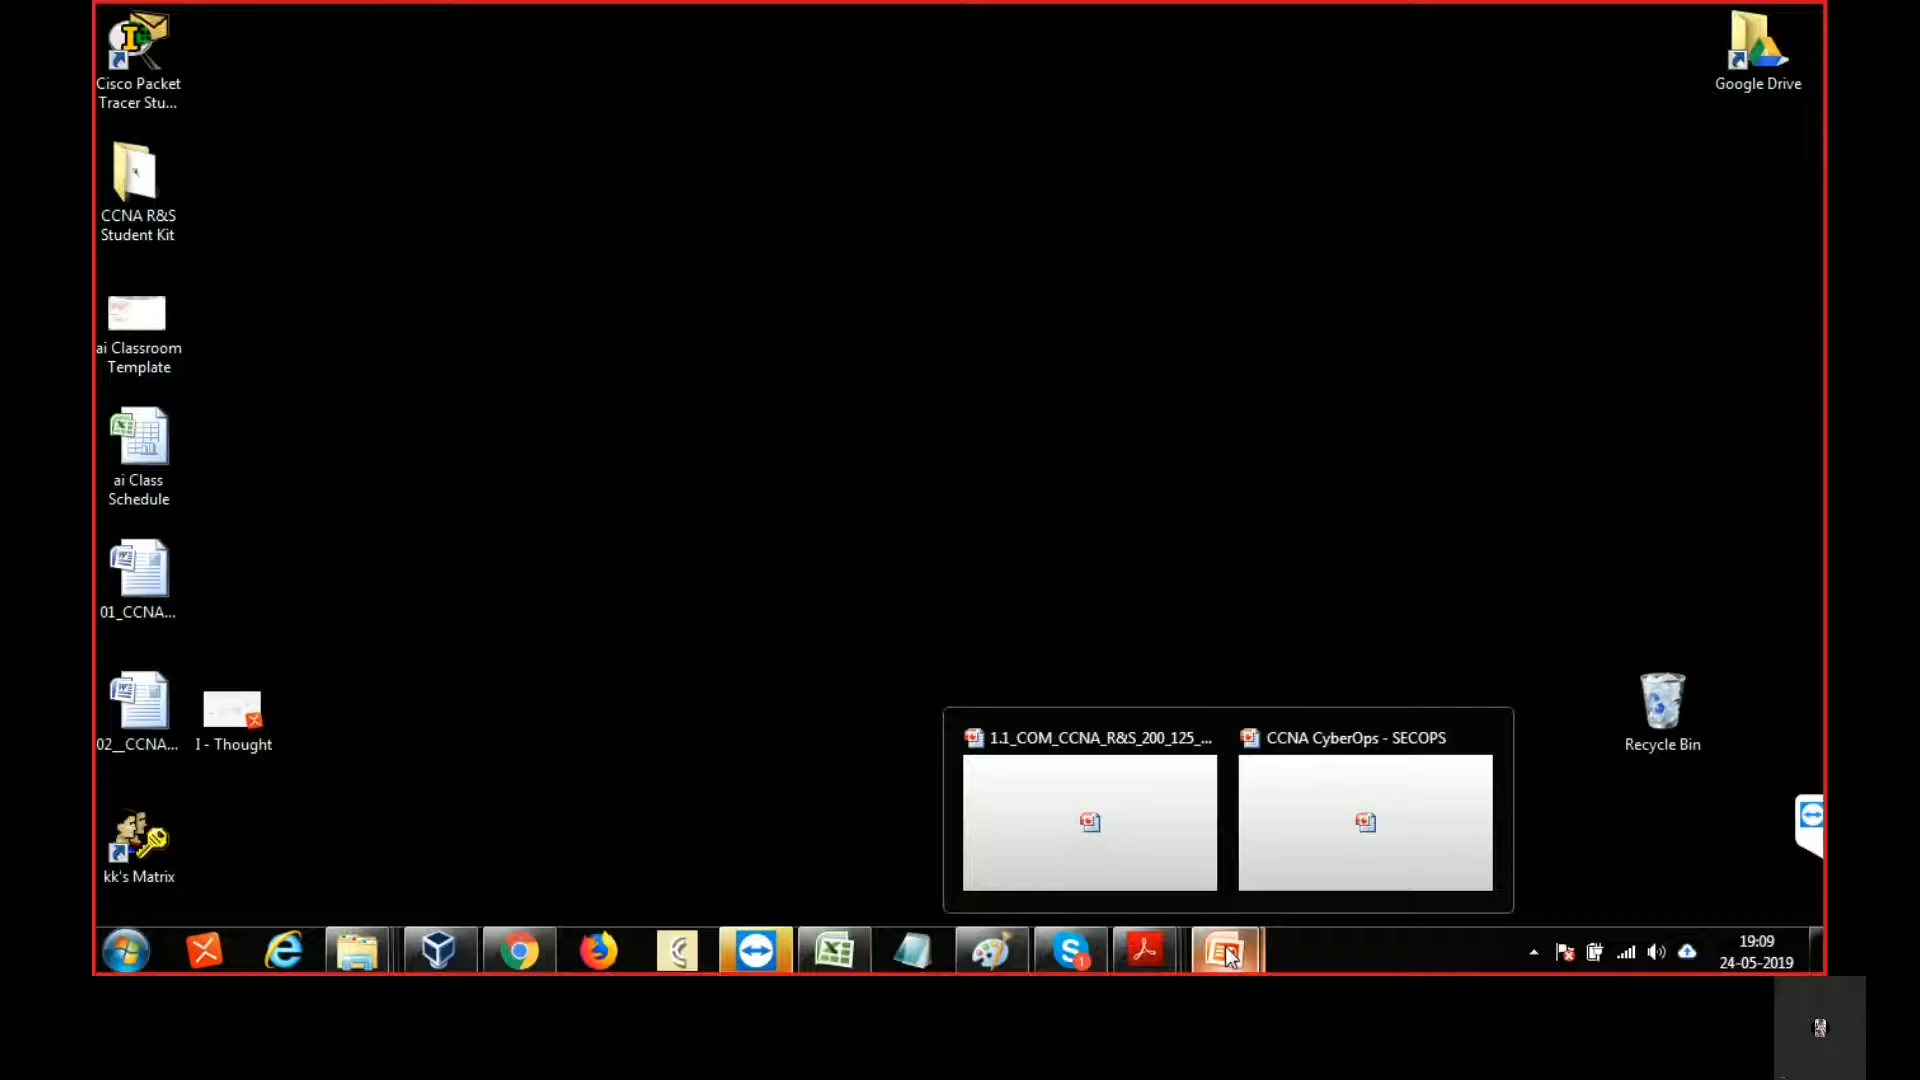 Cisco Packet
Tracer Stu...
Google Drive
CCNA R&S
Student Kit
ai Classroom
Template
ai Class
Schedule
01_CCNA...
02__CCNA...
I - Thought
Recycle Bin
1.1_COM_CCNA_R&S_200_125_...
CCNA CyberOps - SECOPS
kk's Matrix
1
19:09
24-05-2019